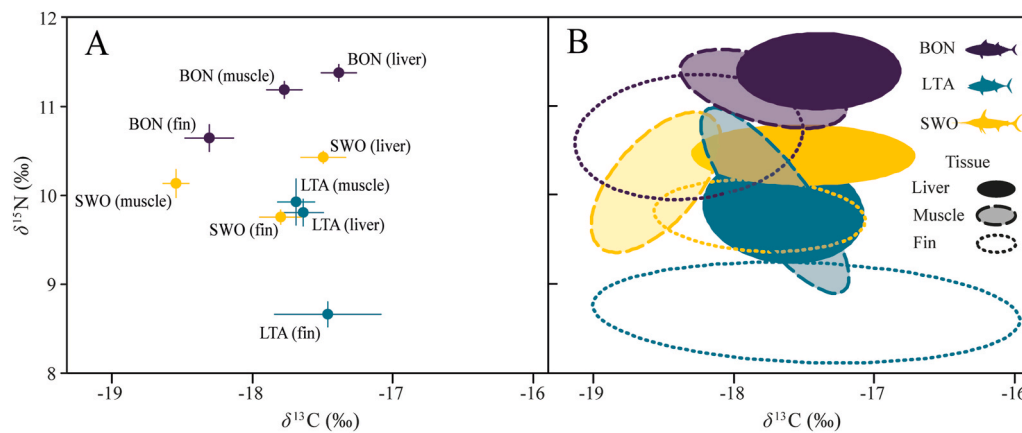 A
B
12
11
10
9
8
δ¹⁵N (‰)
BON (liver)
BON (muscle)
BON (fin)
SWO (liver)
SWO (muscle)
LTA (muscle)
SWO (fin)
LTA (liver)
LTA (fin)
-19
-18
-17
δ¹³C (‰)
BON
LTA
SWO
Tissue
Liver
Muscle
Fin
-19
-18
-17
-16
δ¹³C (‰)